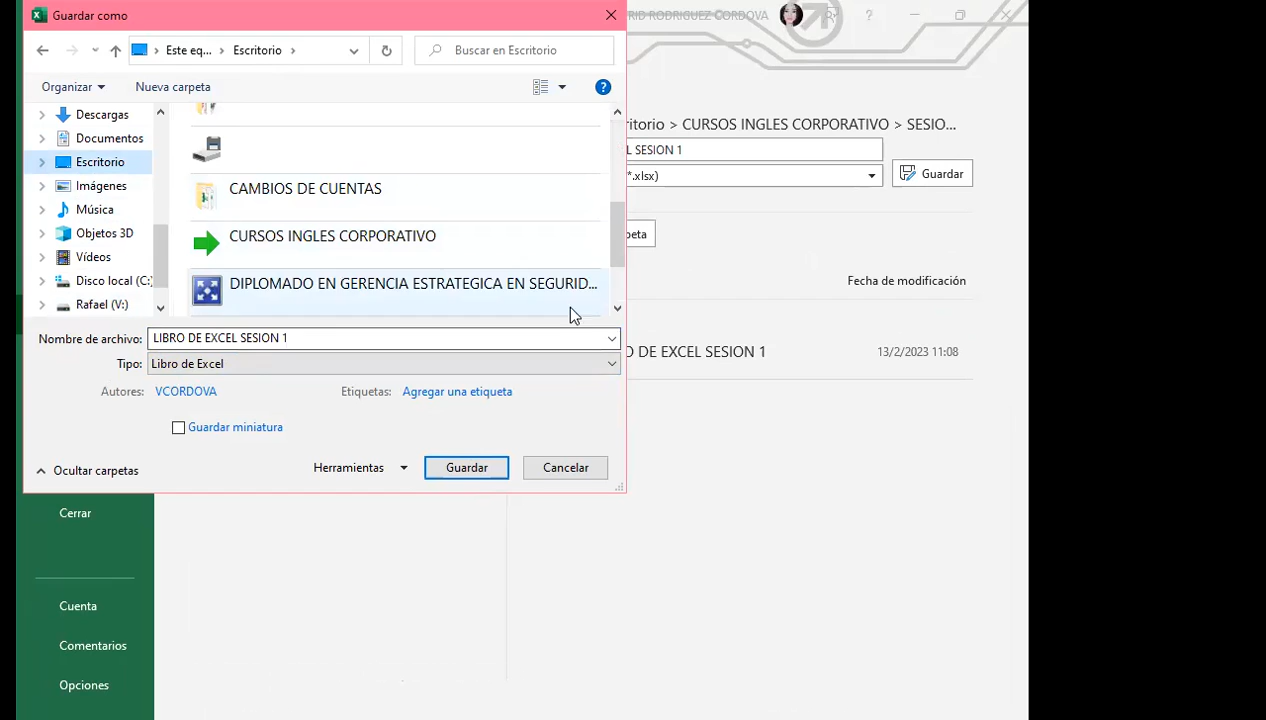 Guardar como
RID RODRIGUEZ CORDOVA
Este eq... > Escritorio >
Buscar en Escritorio
Organizar
Nueva carpeta
Descargas
Documentos
Escritorio
Imágenes
Música
Objetos 3D
Vídeos
Disco local (C:
Rafael (V:)
CAMBIOS DE CUENTAS
CURSOS INGLES CORPORATIVO
DIPLOMADO EN GERENCIA ESTRATEGICA EN SEGURID...
ritorio > CURSOS INGLES CORPORATIVO > SESIO...
L SESION 1
*.xlsx)
Guardar
eta
Fecha de modificación
O DE EXCEL SESION 1
13/2/2023 11:08
Nombre de archivo: LIBRO DE EXCEL SESION 1
Tipo: Libro de Excel
Autores: VCORDOVA
Etiquetas: Agregar una etiqueta
Guardar miniatura
Ocultar carpetas
Herramientas
Guardar
Cancelar
Cerrar
Cuenta
Comentarios
Opciones